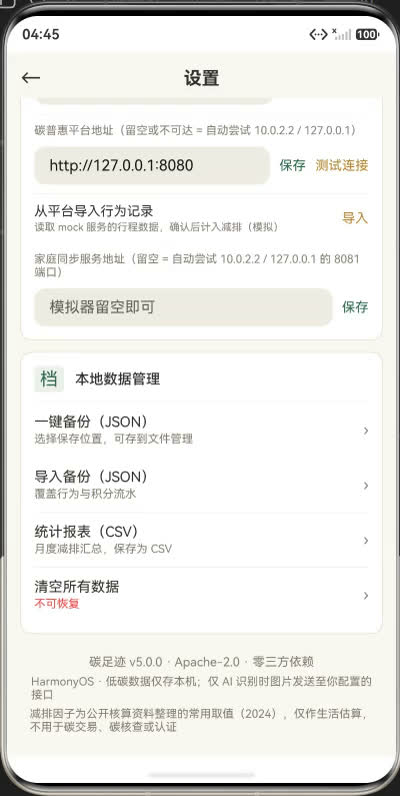 04:45
100
设置
碳普惠平台地址（留空或不可达 = 自动尝试 10.0.2.2 / 127.0.0.1）
http://127.0.0.1:8080
保存
测试连接
从平台导入行为记录
读取 mock 服务的行程数据，确认后计入减排（模拟）
导入
家庭同步服务地址（留空 = 自动尝试 10.0.2.2 / 127.0.0.1 的 8081
端口）
模拟器留空即可
保存
档
本地数据管理
一键备份（JSON）
选择保存位置，可存到文件管理
导入备份（JSON）
覆盖行为与积分流水
统计报表（CSV）
月度减排汇总，保存为 CSV
清空所有数据
不可恢复
碳足迹 v5.0.0 · Apache-2.0 · 零三方依赖
HarmonyOS · 低碳数据仅存本机；仅 AI 识别时图片发送至你配置的
接口
减排因子为公开核算资料整理的常用取值（2024），仅作生活估算，
不用于碳交易、碳核查或认证